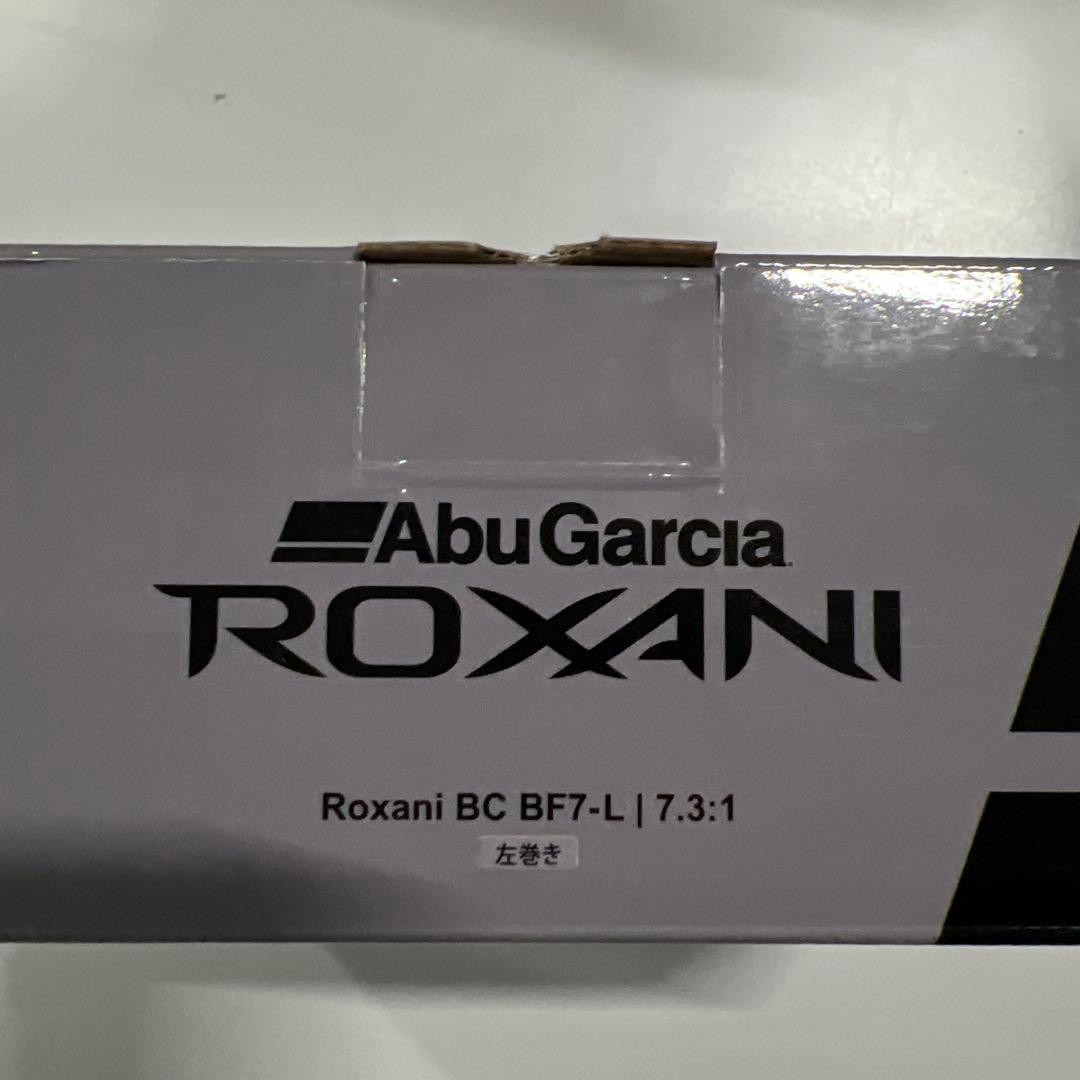 AbuGarcia
ROXANI
Roxani BC BF7-L | 7.3:1
左巻き